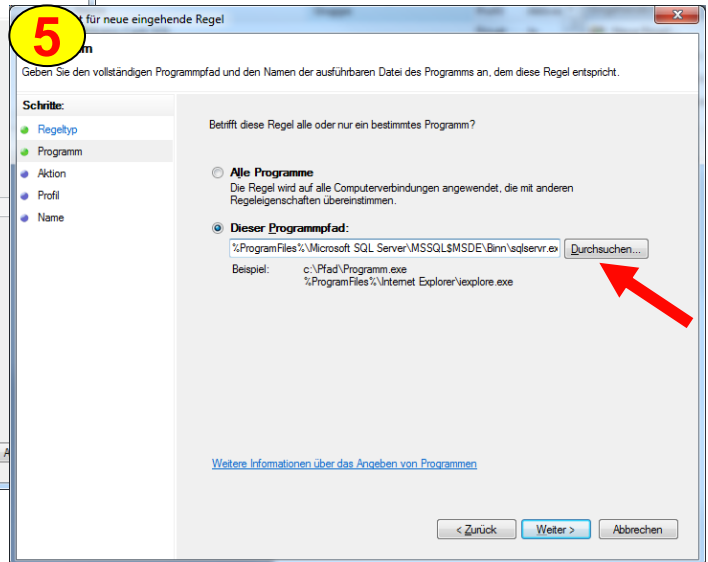 5
t für neue eingehende Regel
m
Geben Sie den vollständigen Programmpfad und den Namen der ausführbaren Datei des Programms an, dem diese Regel entspricht.
Schritte:
Regeltyp
Programm
Aktion
Profil
Name
Betrifft diese Regel alle oder nur ein bestimmtes Programm?
Alle Programme
Die Regel wird auf alle Computerverbindungen angewendet, die mit anderen
Regeleigenschaften übereinstimmen.
Dieser Programmpfad:
%ProgramFiles%\Microsoft SQL Server\MSSQL$MSDE\Binn\sqlservr.ex
Durchsuchen...
Beispiel: c:\Pfad\Programm.exe
%ProgramFiles%\Internet Explorer\iexplore.exe
A
Weitere Informationen über das Angeben von Programmen
< Zurück Weiter > Abbrechen